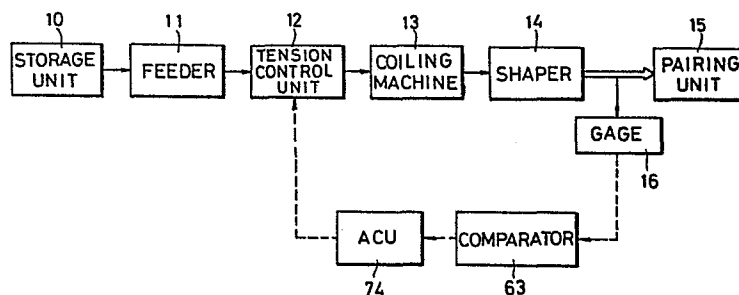 10
11
12
13
14
15
STORAGE
UNIT
FEEDER
TENSION
CONTROL
UNIT
COILING
MACHINE
SHAPER
PAIRING
UNIT
GAGE
16
ACU
COMPARATOR
74
63